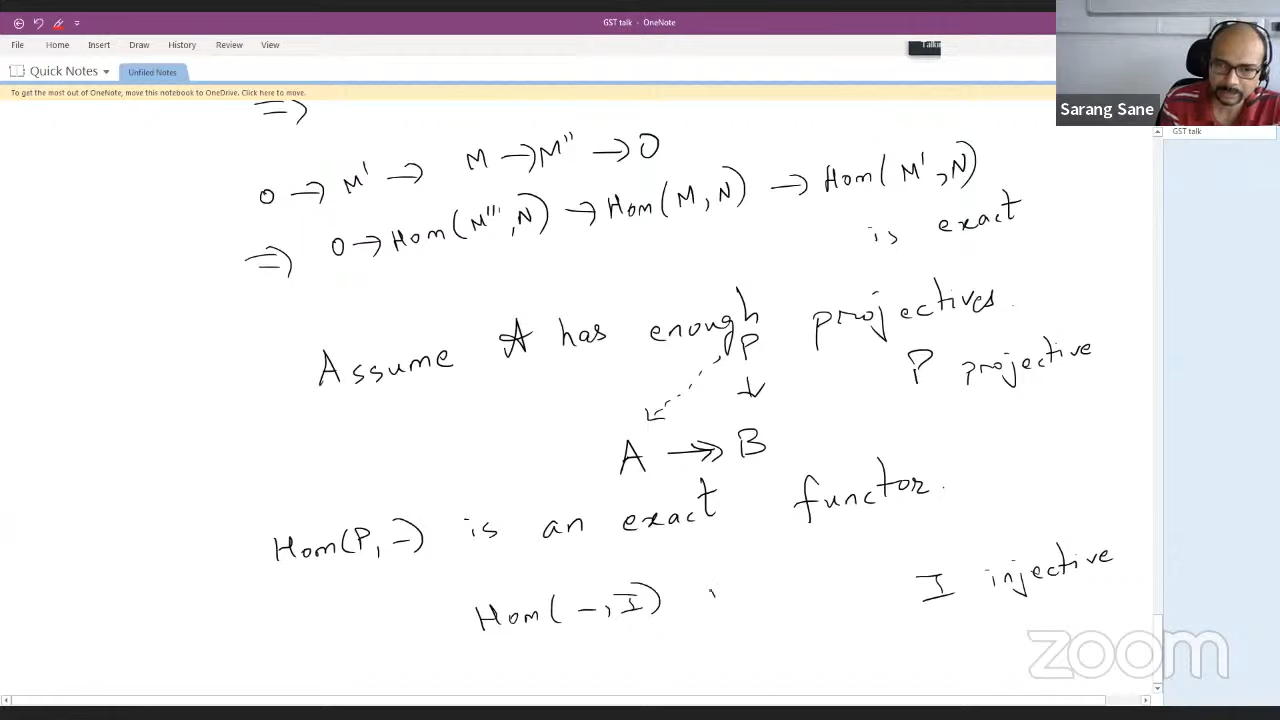 GST talk - OneNote
File Home Insert Draw History Review View
Quick Notes
Unfiled Notes
To get the most out of OneNote, move this notebook to OneDrive. Click here to move.
Sarang Sane
GST talk
⇒
0 → M' → M → M'' → 0
⇒ 0 → Hom(M'', N) → Hom(M, N) → Hom(M', N)
is exact
Assume A has enough projectives.
P
P projective
↓
A ↠ B
Hom(P, -) is an exact functor.
Hom(-, I)
I injective
zoom